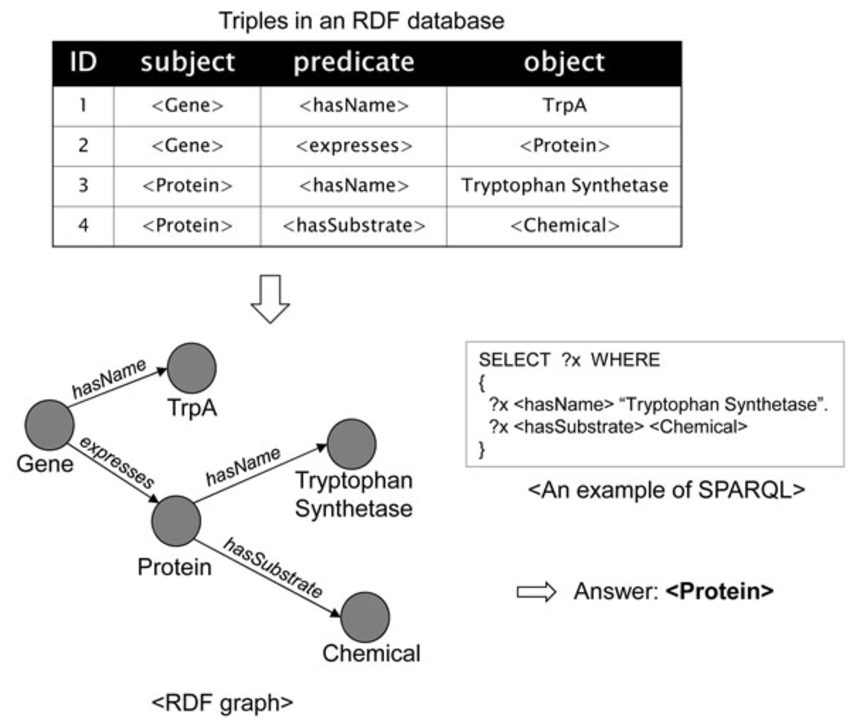 Triples in an RDF database
ID subject predicate object
1 <Gene> <hasName> TrpA
2 <Gene> <expresses> <Protein>
3 <Protein> <hasName> Tryptophan Synthetase
4 <Protein> <hasSubstrate> <Chemical>
hasName
TrpA
Gene
expresses
hasName
Tryptophan
Synthetase
Protein
hasSubstrate
Chemical
<RDF graph>
SELECT ?x WHERE
{
?x <hasName> “Tryptophan Synthetase”.
?x <hasSubstrate> <Chemical>
}
<An example of SPARQL>
Answer: <Protein>